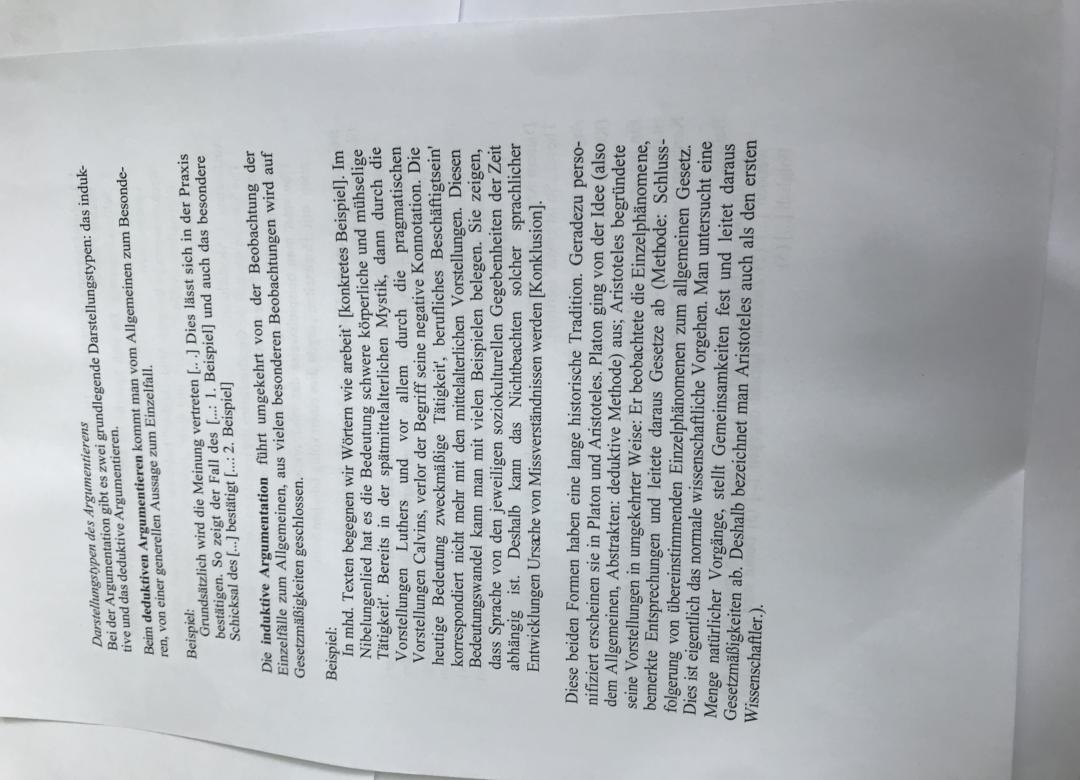 Darstellungstypen des Argumentierens
Bei der Argumentation gibt es zwei grundlegende Darstellungstypen: das induk-
tive und das deduktive Argumentieren.
Beim deduktiven Argumentieren kommt man vom Allgemeinen zum Besonde-
ren, von einer generellen Aussage zum Einzelfall.
Beispiel:
Grundsätzlich wird die Meinung vertreten [...] Dies lässt sich in der Praxis
bestätigen. So zeigt der Fall des [...: 1. Beispiel] und auch das besondere
Schicksal des [...] bestätigt [...: 2. Beispiel]
Die induktive Argumentation führt umgekehrt von der Beobachtung der
Einzelfälle zum Allgemeinen, aus vielen besonderen Beobachtungen wird auf
Gesetzmäßigkeiten geschlossen.
Beispiel:
In mhd. Texten begegnen wir Wörtern wie arebeit` [konkretes Beispiel]. Im
Nibelungenlied hat es die Bedeutung schwere körperliche und mühselige
Tätigkeit'. Bereits in der spätmittelalterlichen Mystik, dann durch die
Vorstellungen Luthers und vor allem durch die pragmatischen
Vorstellungen Calvins, verlor der Begriff seine negative Konnotation. Die
heutige Bedeutung zweckmäßige Tätigkeit', berufliches Beschäftigtsein'
korrespondiert nicht mehr mit den mittelalterlichen Vorstellungen. Diesen
Bedeutungswandel kann man mit vielen Beispielen belegen. Sie zeigen,
dass Sprache von den jeweiligen soziokulturellen Gegebenheiten der Zeit
abhängig ist. Deshalb kann das Nichtbeachten solcher sprachlicher
Entwicklungen Ursache von Missverständnissen werden [Konklusion].
Diese beiden Formen haben eine lange historische Tradition. Geradezu perso-
nifiziert erscheinen sie in Platon und Aristoteles. Platon ging von der Idee (also
dem Allgemeinen, Abstrakten: deduktive Methode) aus; Aristoteles begründete
seine Vorstellungen in umgekehrter Weise: Er beobachtete die Einzelphänomene,
bemerkte Entsprechungen und leitete daraus Gesetze ab (Methode: Schluss-
folgerung von übereinstimmenden Einzelphänomenen zum allgemeinen Gesetz.
Dies ist eigentlich das normale wissenschaftliche Vorgehen. Man untersucht eine
Menge natürlicher Vorgänge, stellt Gemeinsamkeiten fest und leitet daraus
Gesetzmäßigkeiten ab. Deshalb bezeichnet man Aristoteles auch als den ersten
Wissenschaftler.).